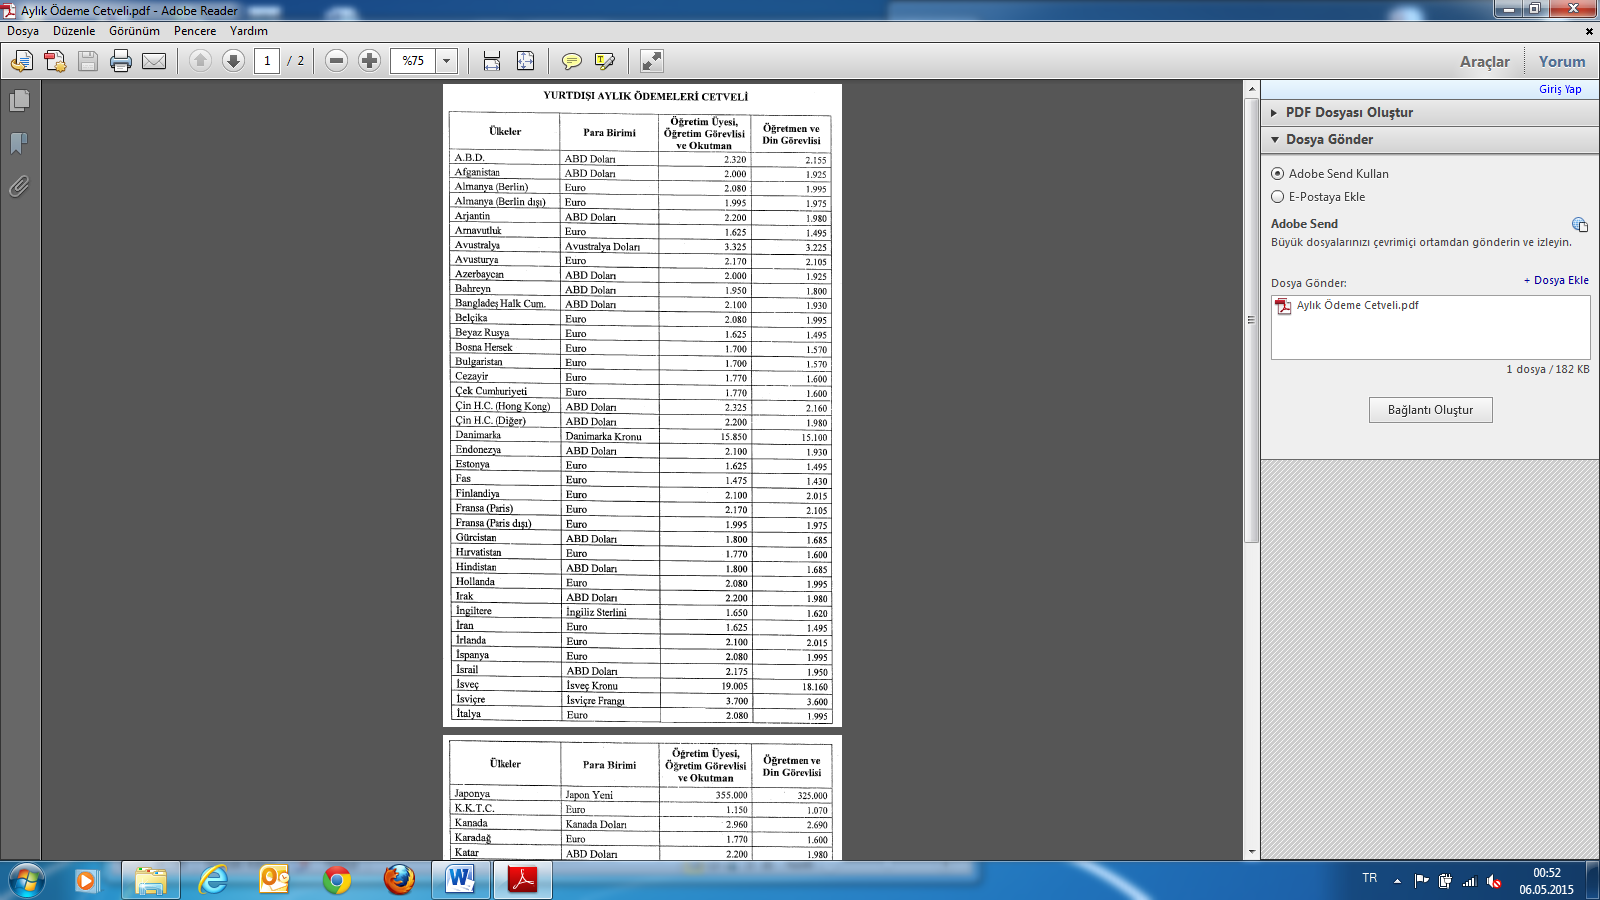 Aylık Ödeme Cetveli.pdf - Adobe Reader
Dosya Düzenle Görünüm Pencere Yardım
1 / 2 %75 Araçlar Yorum
YURTDIŞI AYLIK ÖDEMELERİ CETVELİ
Ülkeler Para Birimi Öğretim Üyesi, Öğretim Görevlisi ve Okutman Öğretmen ve Din Görevlisi
A.B.D. ABD Doları 2.320 2.155
Afganistan ABD Doları 2.000 1.925
Almanya (Berlin) Euro 2.080 1.995
Almanya (Berlin dışı) Euro 1.995 1.975
Arjantin ABD Doları 2.200 1.980
Arnavutluk Euro 1.625 1.495
Avustralya Avustralya Doları 3.325 3.225
Avusturya Euro 2.170 2.105
Azerbaycan ABD Doları 2.000 1.925
Bahreyn ABD Doları 1.950 1.800
Bangladeş Halk Cum. ABD Doları 2.100 1.930
Belçika Euro 2.080 1.995
Beyaz Rusya Euro 1.625 1.495
Bosna Hersek Euro 1.700 1.570
Bulgaristan Euro 1.700 1.570
Cezayir Euro 1.770 1.600
Çek Cumhuriyeti Euro 1.770 1.600
Çin H.C. (Hong Kong) ABD Doları 2.325 2.160
Çin H.C. (Diğer) ABD Doları 2.200 1.980
Danimarka Danimarka Kronu 15.850 15.100
Endonezya ABD Doları 2.100 1.930
Estonya Euro 1.625 1.495
Fas Euro 1.475 1.430
Finlandiya Euro 2.100 2.015
Fransa (Paris) Euro 2.170 2.105
Fransa (Paris dışı) Euro 1.995 1.975
Gürcistan ABD Doları 1.800 1.685
Hırvatistan Euro 1.770 1.600
Hindistan ABD Doları 1.800 1.685
Hollanda Euro 2.080 1.995
Irak ABD Doları 2.200 1.980
İngiltere İngiliz Sterlini 1.650 1.620
İran Euro 1.625 1.495
İrlanda Euro 2.100 2.015
İspanya Euro 2.080 1.995
İsrail ABD Doları 2.175 1.950
İsveç İsveç Kronu 19.005 18.160
İsviçre İsviçre Frangı 3.700 3.600
İtalya Euro 2.080 1.995
Ülkeler Para Birimi Öğretim Üyesi, Öğretim Görevlisi ve Okutman Öğretmen ve Din Görevlisi
Japonya Japon Yeni 355.000 325.000
K.K.T.C. Euro 1.150 1.070
Kanada Kanada Doları 2.960 2.690
Karadağ Euro 1.770 1.600
Katar ABD Doları 2.200 1.980
Giriş Yap
PDF Dosyası Oluştur
Dosya Gönder
Adobe Send Kullan
E-Postaya Ekle
Adobe Send
Büyük dosyalarınızı çevrimiçi ortamdan gönderin ve izleyin.
Dosya Gönder: + Dosya Ekle
Aylık Ödeme Cetveli.pdf
1 dosya / 182 KB
Bağlantı Oluştur
TR 00:52
06.05.2015